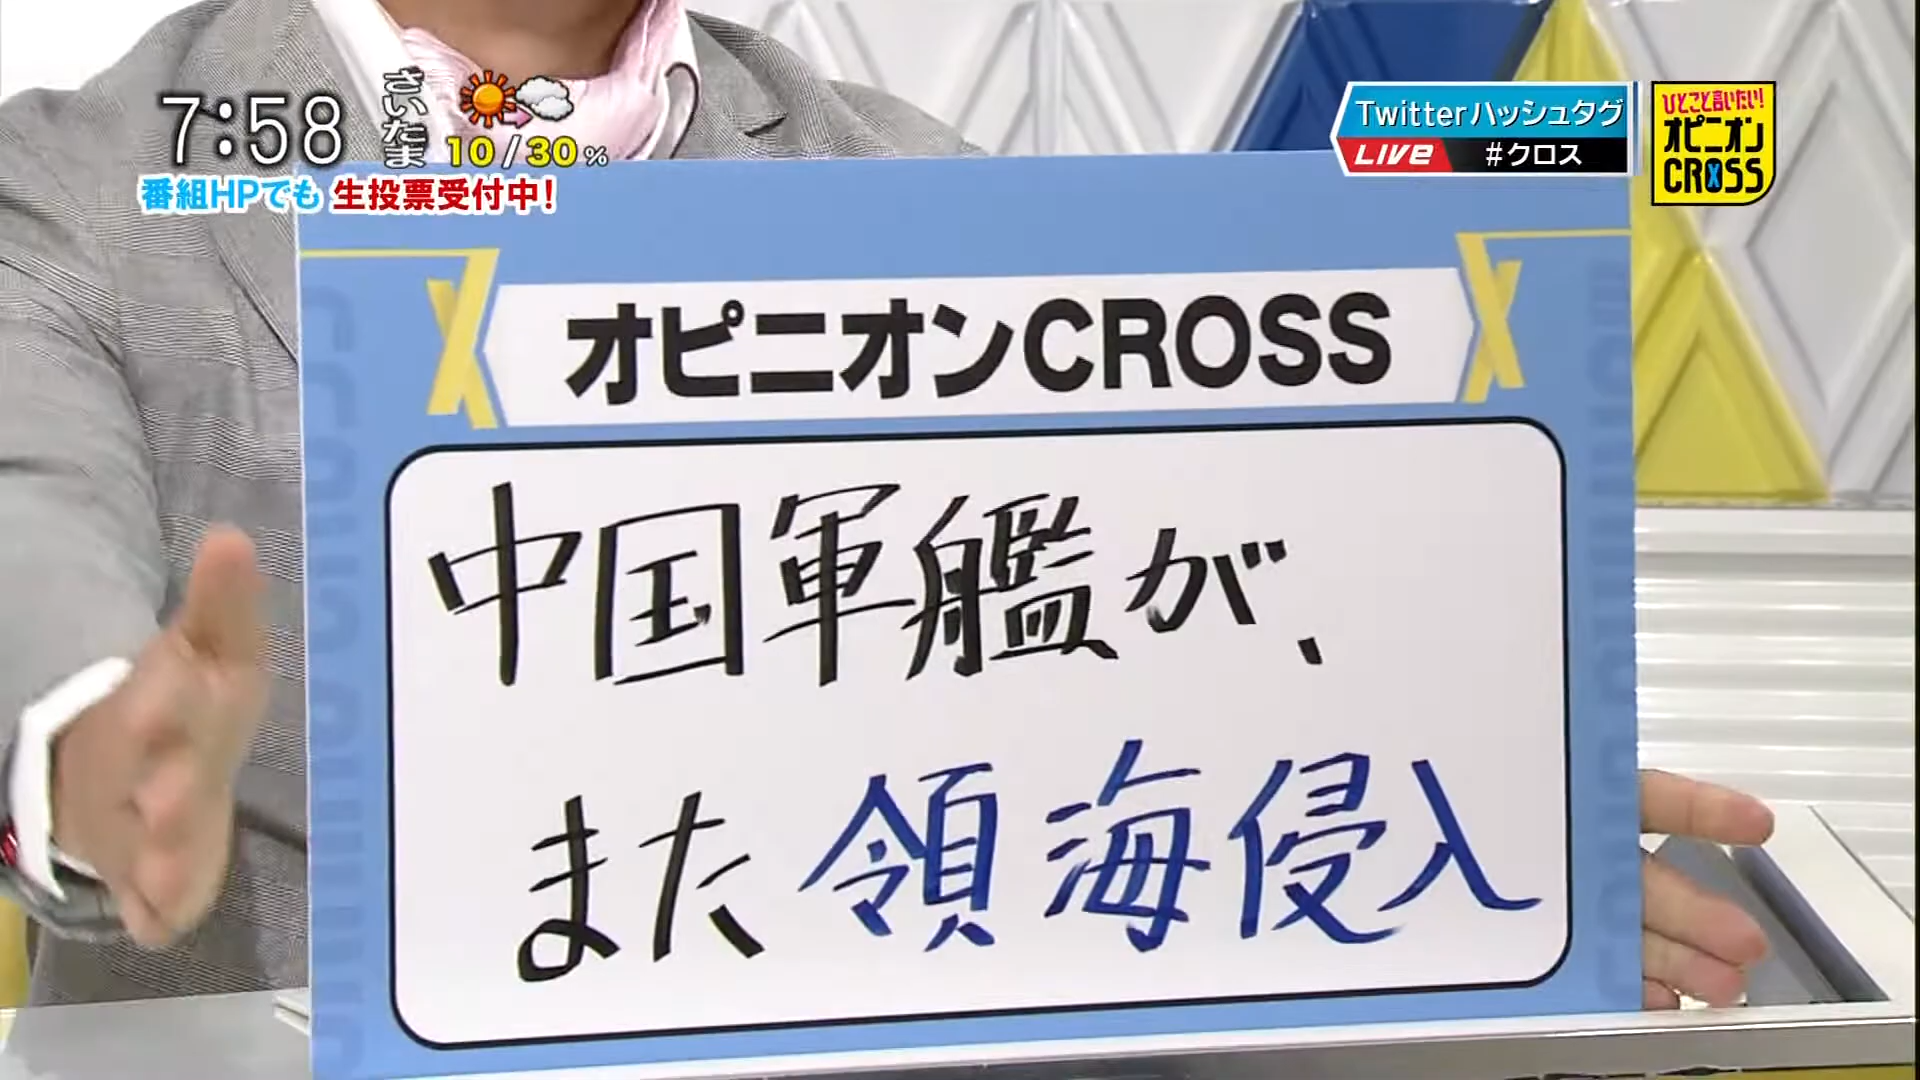 7:58
さいたま
10/30%
番組HPでも 生投票受付中!
Twitterハッシュタグ
LIVE #クロス
ひとこと言いたい!
オピニオン
CROSS
オピニオンCROSS
中国軍艦が、
また領海侵入